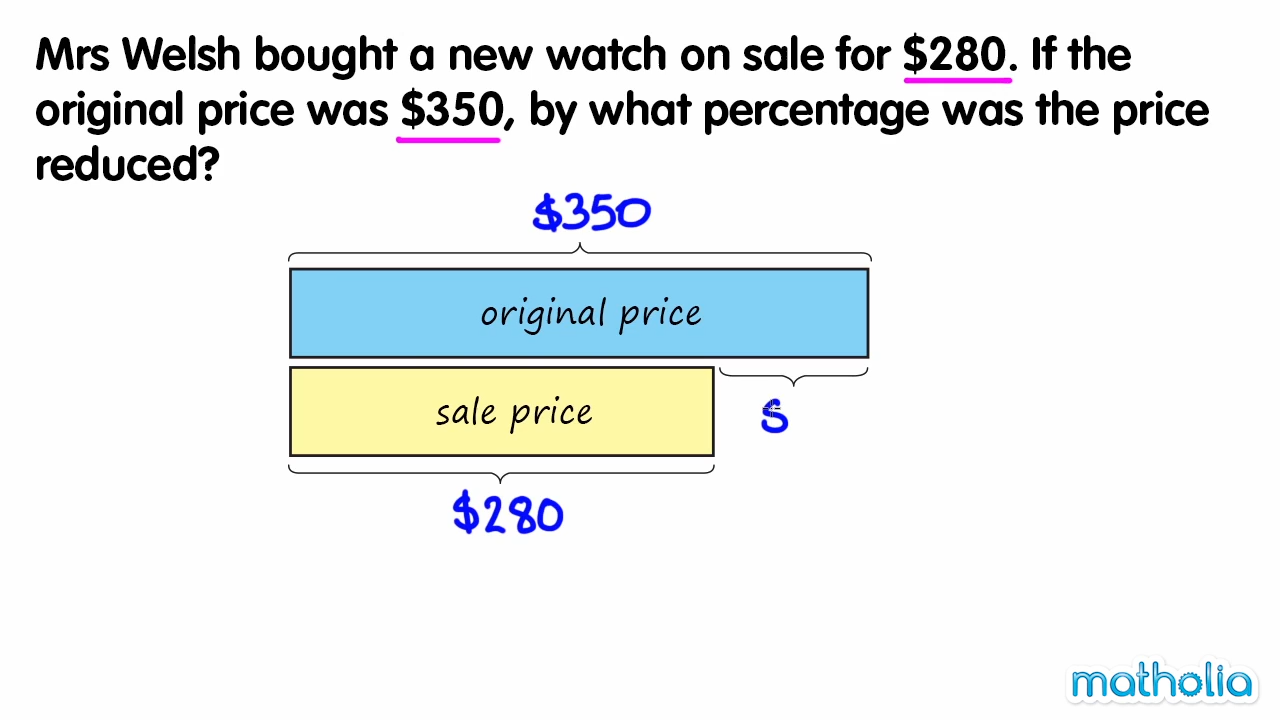 Mrs Welsh bought a new watch on sale for $280. If the
original price was $350, by what percentage was the price
reduced?
$350
original price
sale price
S
$280
matholia